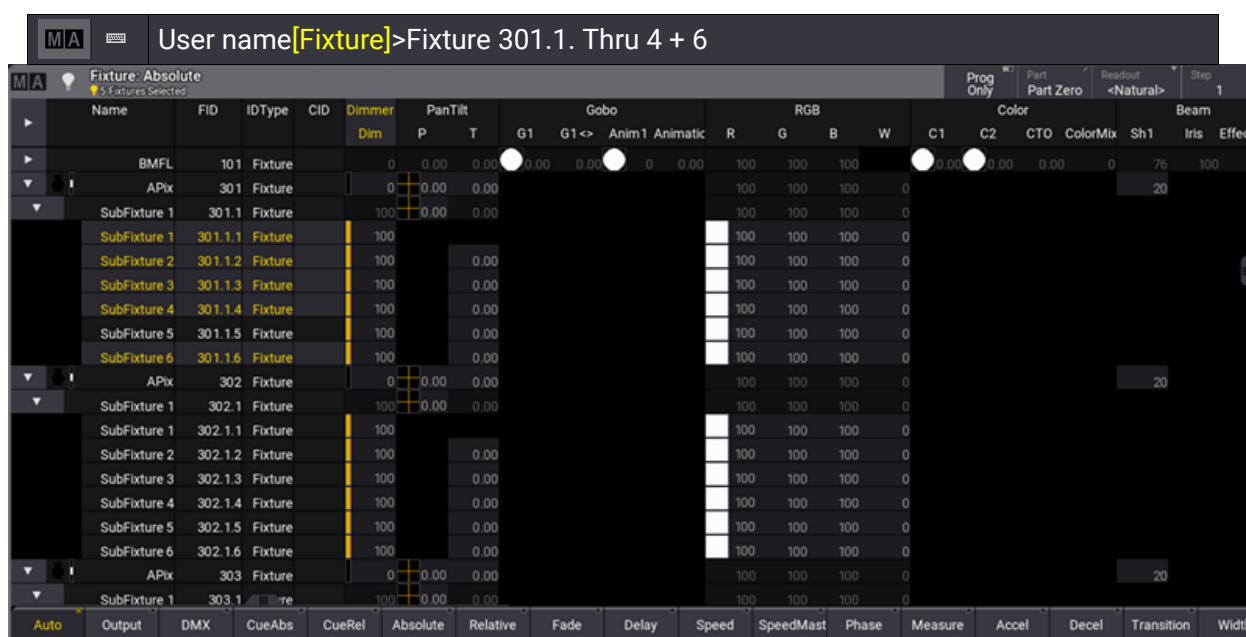 MA User name[Fixture]>Fixture 301.1. Thru 4 + 6
MA Fixture: Absolute Prog Only Part Part Zero Readout <Natural> Step 1
5 Fixtures Selected
Name FID IDType CID Dimmer PanTilt Gobo RGB Color Beam
Dim P T G1 G1<> Anim1 Animatic R G B W C1 C2 CTO ColorMix Sh1 Iris Effec
BMFL 101 Fixture 0 0.00 0.00 0.00 0.00 0 0.00 100 100 100 0.00 0.00 0.00 0 76 100
APix 301 Fixture 0 0.00 0.00 100 100 100 0 20
SubFixture 1 301.1 Fixture 100 0.00 0.00 100 100 100 0
SubFixture 1 301.1.1 Fixture 100 100 100 100 0
SubFixture 2 301.1.2 Fixture 100 0.00 100 100 100 0
SubFixture 3 301.1.3 Fixture 100 0.00 100 100 100 0
SubFixture 4 301.1.4 Fixture 100 0.00 100 100 100 0
SubFixture 5 301.1.5 Fixture 100 0.00 100 100 100 0
SubFixture 6 301.1.6 Fixture 100 0.00 100 100 100 0
APix 302 Fixture 0 0.00 0.00 100 100 100 0 20
SubFixture 1 302.1 Fixture 100 0.00 0.00 100 100 100 0
SubFixture 1 302.1.1 Fixture 100 100 100 100 0
SubFixture 2 302.1.2 Fixture 100 0.00 100 100 100 0
SubFixture 3 302.1.3 Fixture 100 0.00 100 100 100 0
SubFixture 4 302.1.4 Fixture 100 0.00 100 100 100 0
SubFixture 5 302.1.5 Fixture 100 0.00 100 100 100 0
SubFixture 6 302.1.6 Fixture 100 0.00 100 100 100 0
APix 303 Fixture 0 0.00 0.00 100 100 100 0 20
SubFixture 1 303.1 re 100 0.00 0.00 100 100 100 0
Auto Output DMX CueAbs CueRel Absolute Relative Fade Delay Speed SpeedMast Phase Measure Accel Decel Transition Widt